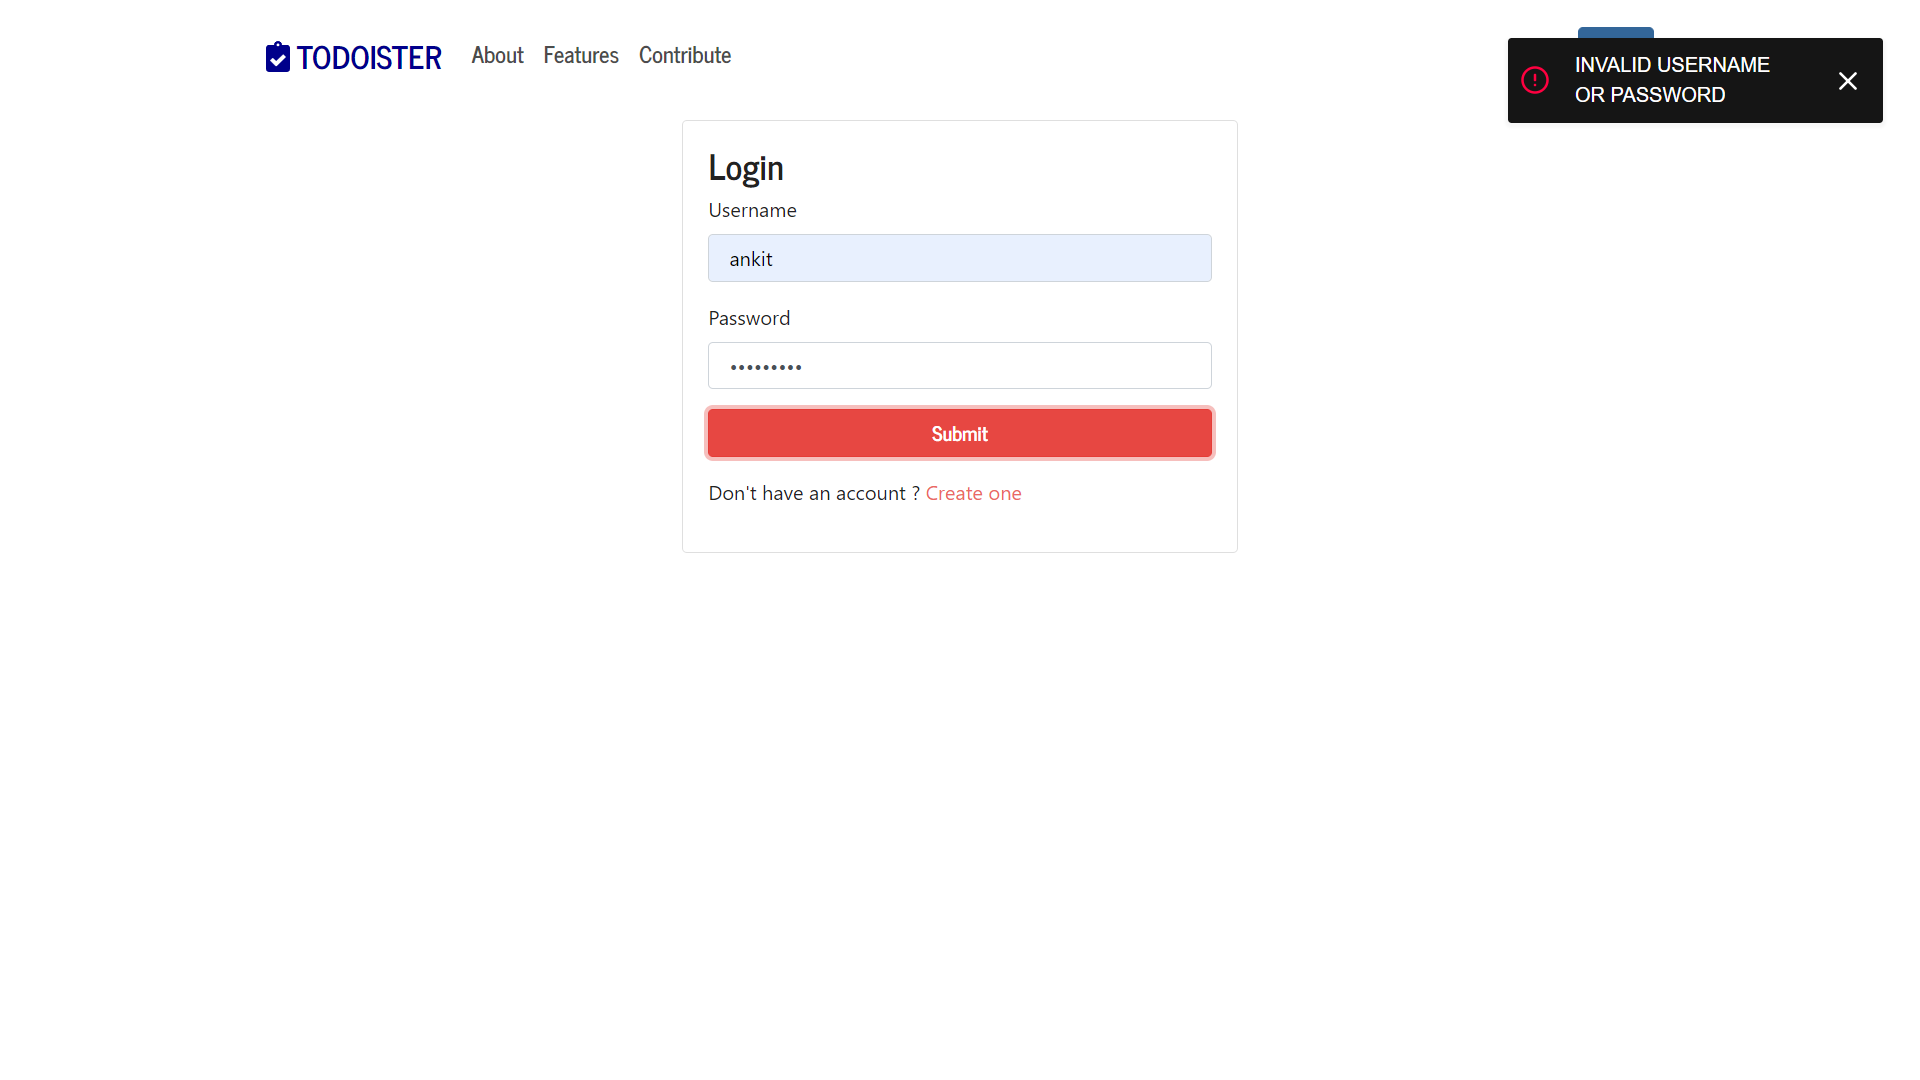 TODOISTER
About
Features
Contribute
INVALID USERNAME
OR PASSWORD
Login
Username
ankit
Password
•••••••••
Submit
Don't have an account ? Create one